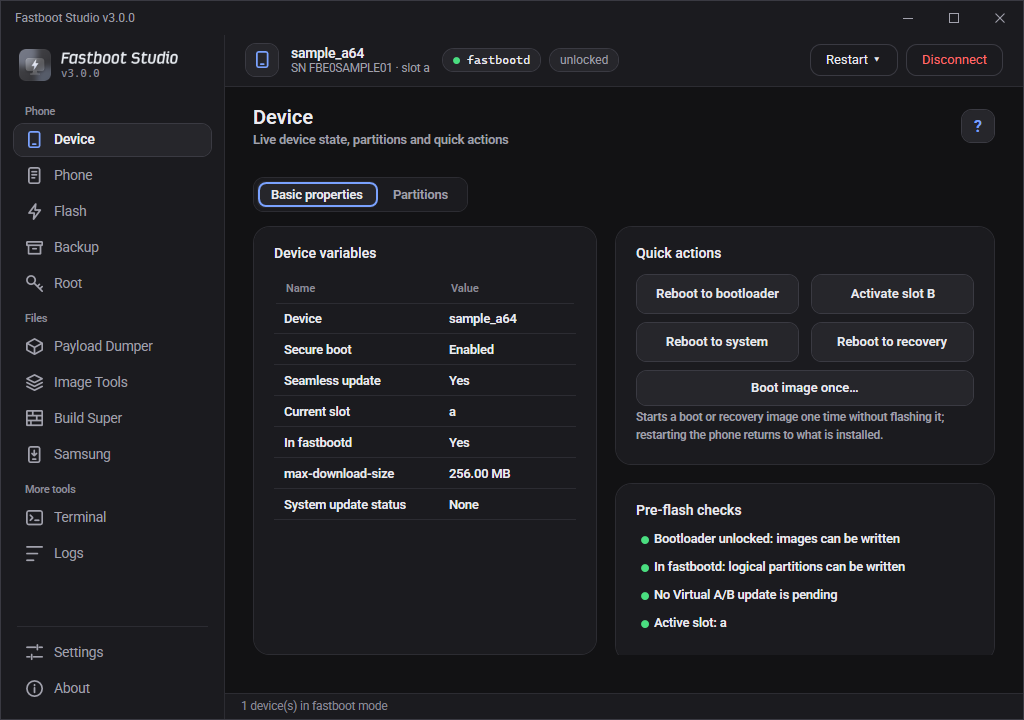 Fastboot Studio v3.0.0
Fastboot Studio
v3.0.0
Phone
Device
Phone
Flash
Backup
Root
Files
Payload Dumper
Image Tools
Build Super
Samsung
More tools
Terminal
Logs
Settings
About
sample_a64
SN FBE0SAMPLE01 · slot a
fastbootd
unlocked
Restart ▾
Disconnect
Device
Live device state, partitions and quick actions
?
Basic properties
Partitions
Device variables
Name Value
Device sample_a64
Secure boot Enabled
Seamless update Yes
Current slot a
In fastbootd Yes
max-download-size 256.00 MB
System update status None
Quick actions
Reboot to bootloader
Activate slot B
Reboot to system
Reboot to recovery
Boot image once…
Starts a boot or recovery image one time without flashing it;
restarting the phone returns to what is installed.
Pre-flash checks
Bootloader unlocked: images can be written
In fastbootd: logical partitions can be written
No Virtual A/B update is pending
Active slot: a
1 device(s) in fastboot mode